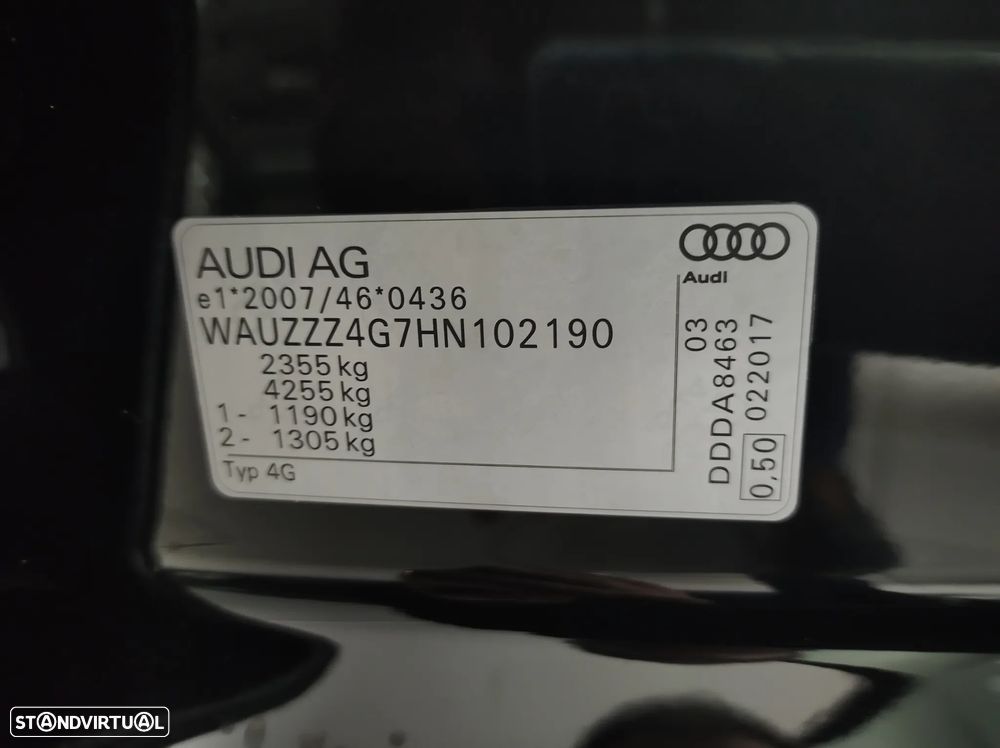 AUDI AG
e1*2007/46*0436
WAUZZZ4G7HN102190
2355 kg
4255 kg
1- 1190 kg
2- 1305 kg
Typ 4G
Audi
03
DDDA8463
0,50 022017
STANDVIRTUAL